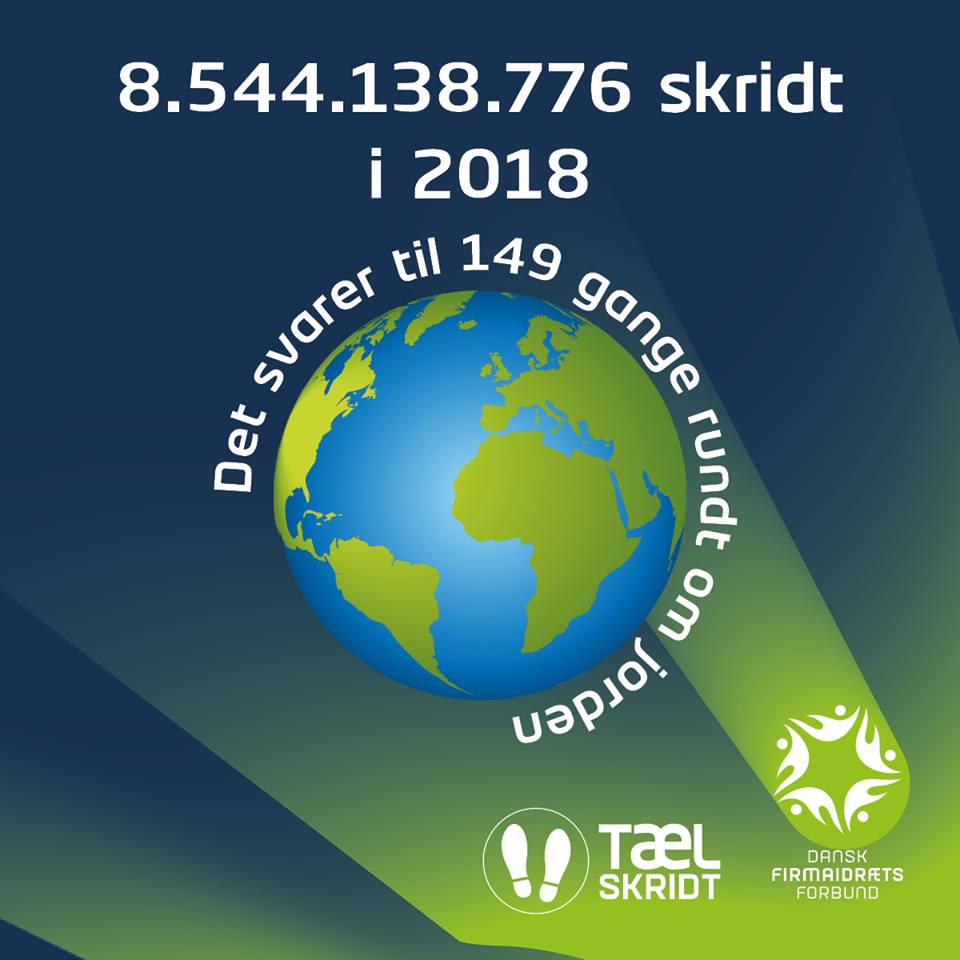 8.544.138.776 skridt
i 2018
Det svarer til 149 gange rundt om jorden
TæL
SKRIDT
DANSK
FIRMAIDRÆTS
FORBUND